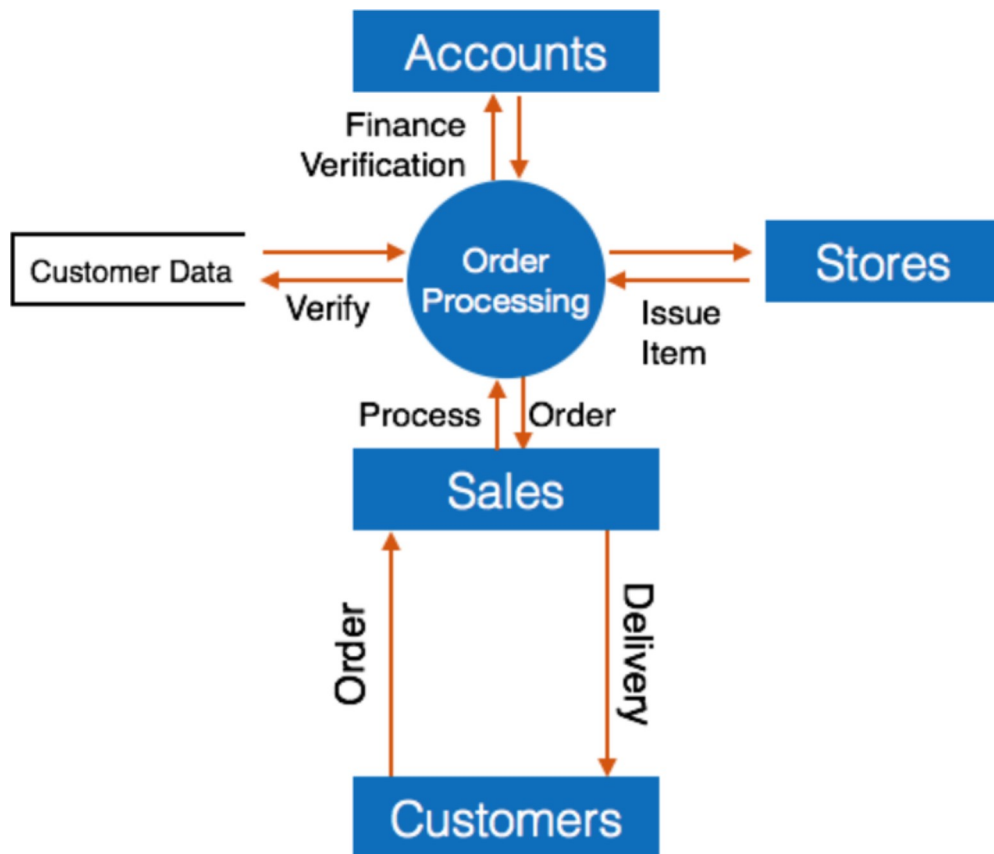 Accounts
Finance
Verification
Customer Data
Order
Processing
Stores
Verify
Issue
Item
Process
Order
Sales
Order
Delivery
Customers